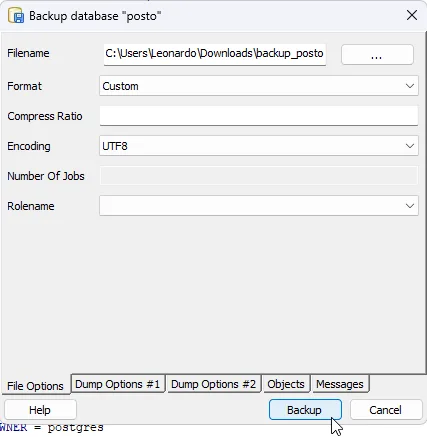 Backup database "posto"
Filename C:\Users\Leonardo\Downloads\backup_posto ...
Format Custom
Compress Ratio
Encoding UTF8
Number Of Jobs
Rolename
File Options Dump Options #1 Dump Options #2 Objects Messages
Help Backup Cancel
WNER = postgres